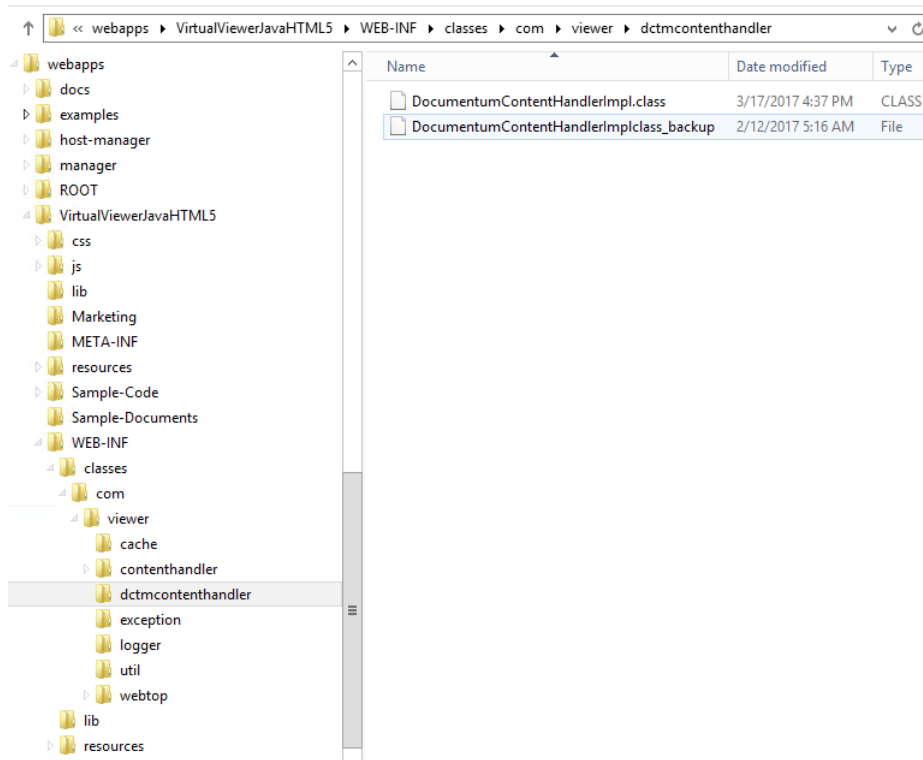 « webapps VirtualViewerJavaHTML5 WEB-INF classes com viewer dctmcontenthandler
webapps
docs
examples
host-manager
manager
ROOT
VirtualViewerJavaHTML5
css
js
lib
Marketing
META-INF
resources
Sample-Code
Sample-Documents
WEB-INF
classes
com
viewer
cache
contenthandler
dctmcontenthandler
exception
logger
util
webtop
lib
resources
Name Date modified Type
DocumentumContentHandlerImpl.class 3/17/2017 4:37 PM CLASS
DocumentumContentHandlerImplclass_backup 2/12/2017 5:16 AM File